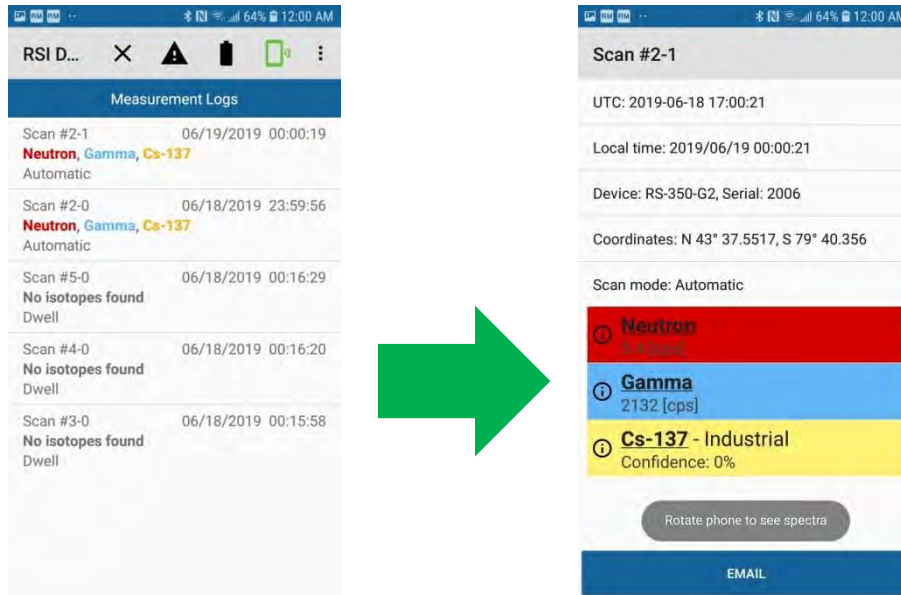 64% 12:00 AM
RSI D...
Measurement Logs
Scan #2-1 06/19/2019 00:00:19
Neutron, Gamma, Cs-137
Automatic
Scan #2-0 06/18/2019 23:59:56
Neutron, Gamma, Cs-137
Automatic
Scan #5-0 06/18/2019 00:16:29
No isotopes found
Dwell
Scan #4-0 06/18/2019 00:16:20
No isotopes found
Dwell
Scan #3-0 06/18/2019 00:15:58
No isotopes found
Dwell
64% 12:00 AM
Scan #2-1
UTC: 2019-06-18 17:00:21
Local time: 2019/06/19 00:00:21
Device: RS-350-G2, Serial: 2006
Coordinates: N 43° 37.5517, S 79° 40.356
Scan mode: Automatic
Neutron
Gamma
2132 [cps]
Cs-137 - Industrial
Confidence: 0%
Rotate phone to see spectra
EMAIL